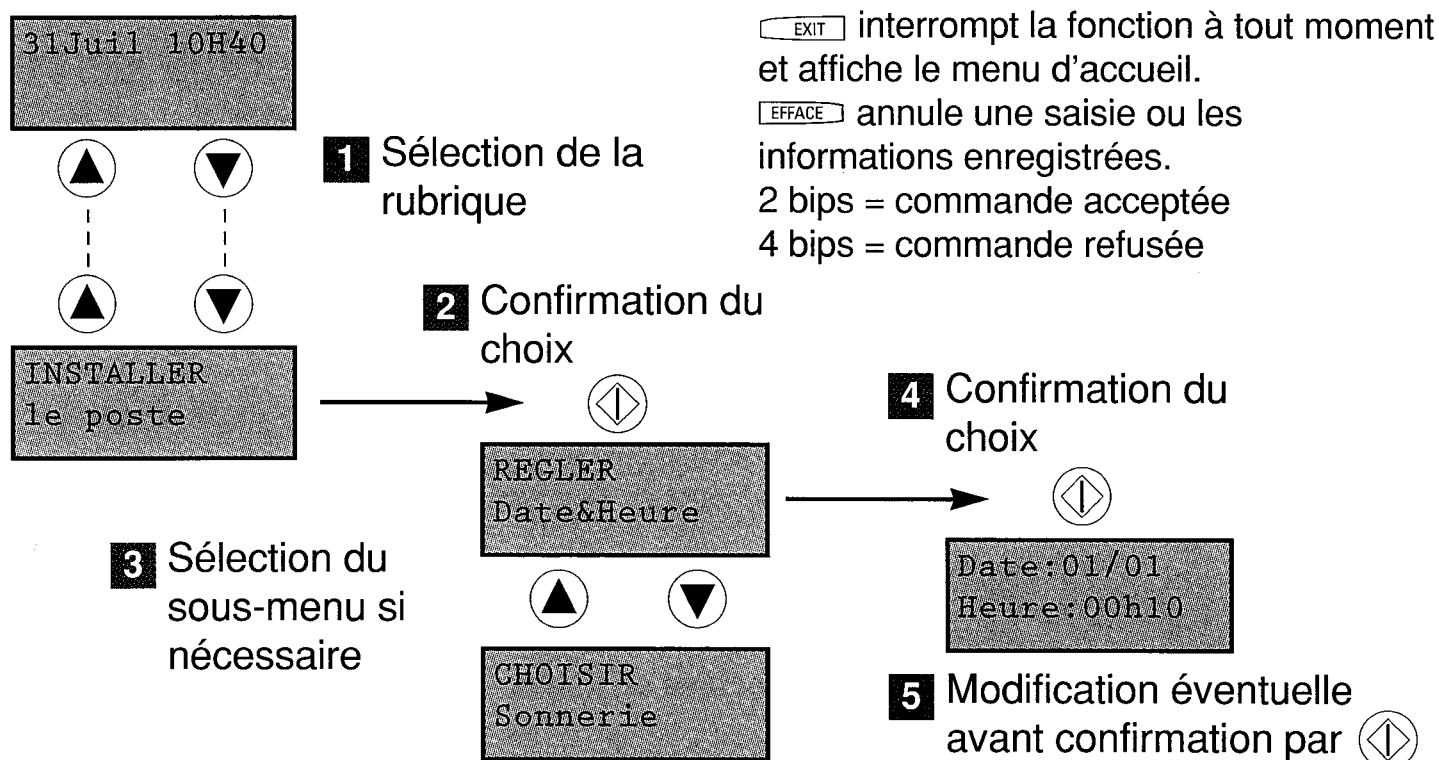 31Juil 10H40
EXIT interrompt la fonction à tout moment
et affiche le menu d'accueil.
EFFACE annule une saisie ou les
informations enregistrées.
2 bips = commande acceptée
4 bips = commande refusée
1 Sélection de la
rubrique
INSTALLER
le poste
2 Confirmation du
choix
REGLER
Date&Heure
3 Sélection du
sous-menu si
nécessaire
CHOISIR
Sonnerie
4 Confirmation du
choix
Date:01/01
Heure:00h10
5 Modification éventuelle
avant confirmation par